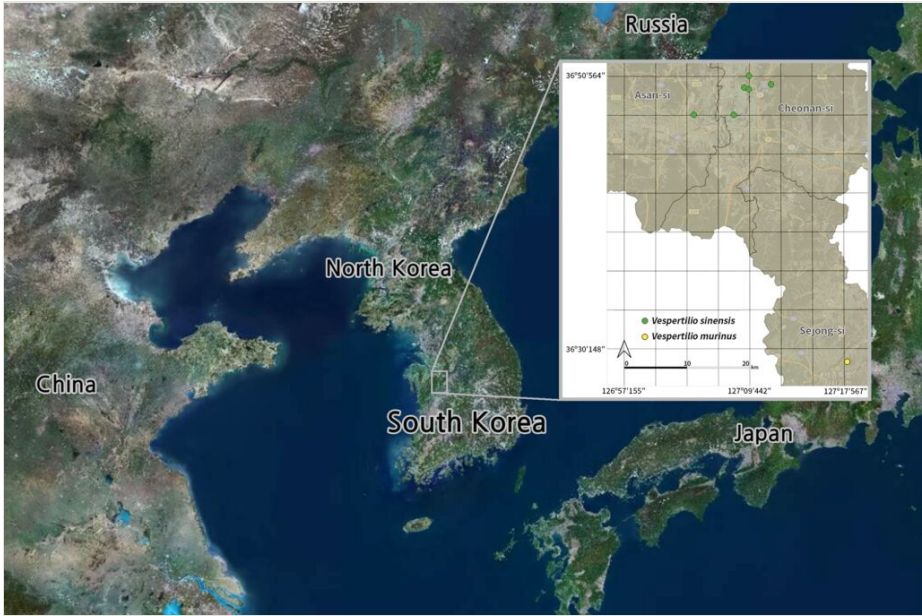 Russia
36°50'564"
Asan-si
Cheonan-si
North Korea
Vespertilio sinensis
Vespertilio murinus
Sejong-si
36°30'148"
0 10 20
km
126°57'155" 127°09'442" 127°17'567"
China
South Korea
Japan